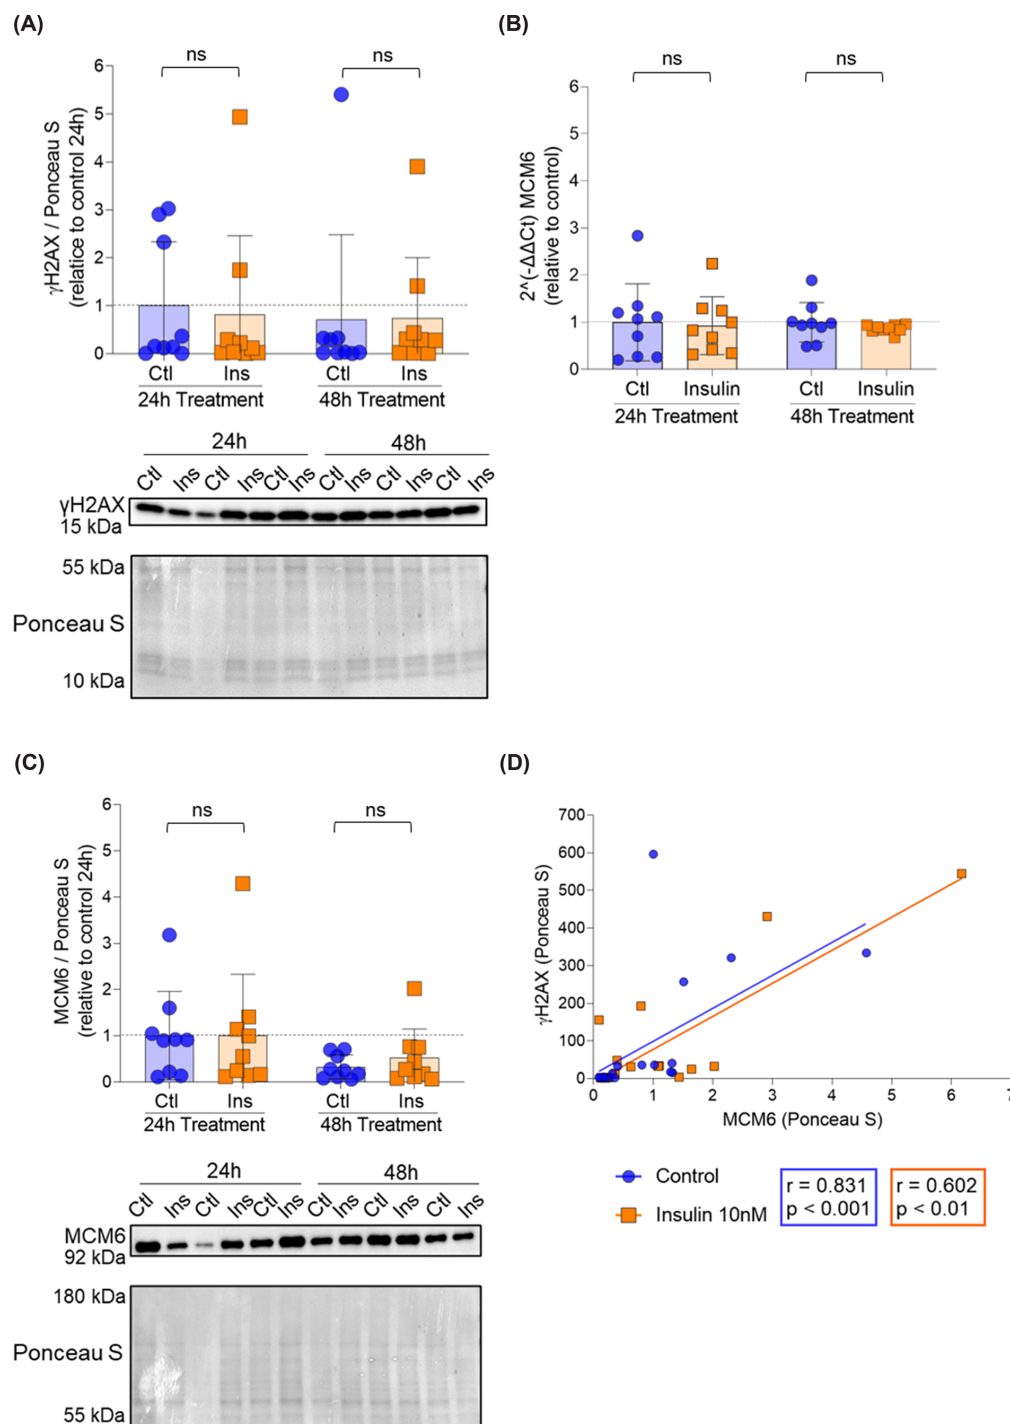 (A)
γH2AX / Ponceau S
(relatice to control 24h)
6
5
4
3
2
1
0
ns
ns
Ctl Ins Ctl Ins
24h Treatment 48h Treatment
24h 48h
Ctl Ins Ctl Ins Ctl Ins Ctl Ins Ctl Ins Ctl Ins
γH2AX
15 kDa
55 kDa
Ponceau S
10 kDa
(B)
2^(-ΔΔCt) MCM6
(relative to control)
6
5
4
3
2
1
0
ns
ns
Ctl Insulin Ctl Insulin
24h Treatment 48h Treatment
(C)
MCM6 / Ponceau S
(relative to control 24h)
6
5
4
3
2
1
0
ns
ns
Ctl Ins Ctl Ins
24h Treatment 48h Treatment
24h 48h
Ctl Ins Ctl Ins Ctl Ins Ctl Ins Ctl Ins Ctl Ins
MCM6
92 kDa
180 kDa
Ponceau S
55 kDa
(D)
γH2AX (Ponceau S)
700
600
500
400
300
200
100
0
0 1 2 3 4 5 6 7
MCM6 (Ponceau S)
Control
Insulin 10nM
r = 0.831
p < 0.001
r = 0.602
p < 0.01